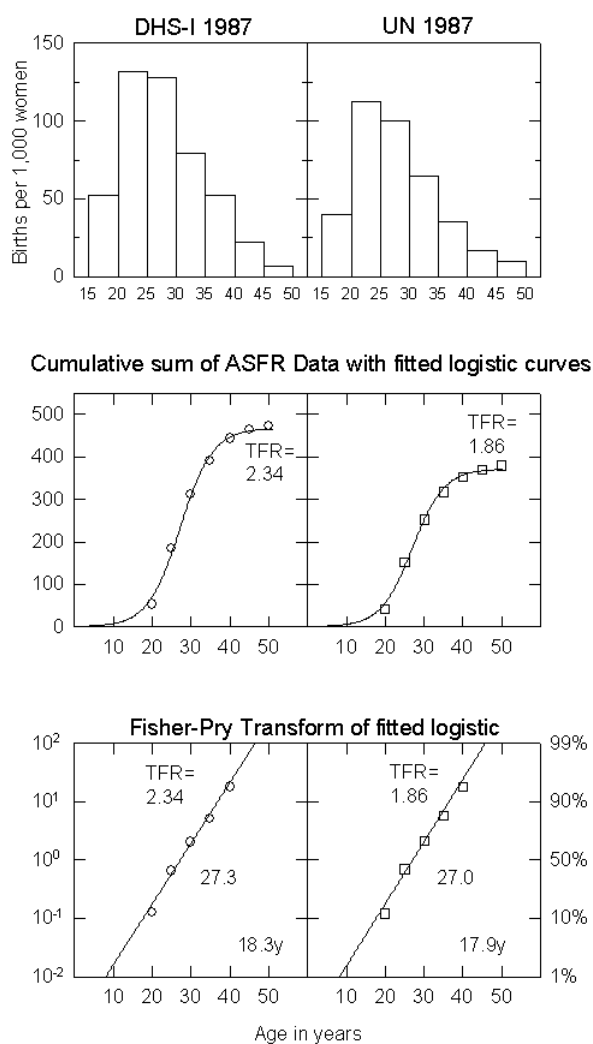 DHS-I 1987 UN 1987
Births per 1,000 women
150
100
50
0
15 20 25 30 35 40 45 50 15 20 25 30 35 40 45 50
Cumulative sum of ASFR Data with fitted logistic curves
500
400
300
200
100
0
TFR=
2.34
TFR=
1.86
10 20 30 40 50 10 20 30 40 50
Fisher-Pry Transform of fitted logistic
10² 99%
10¹ 90%
10⁰ 50%
10⁻¹ 10%
10⁻² 1%
TFR=
2.34
27.3
18.3y
TFR=
1.86
27.0
17.9y
10 20 30 40 50 10 20 30 40 50
Age in years